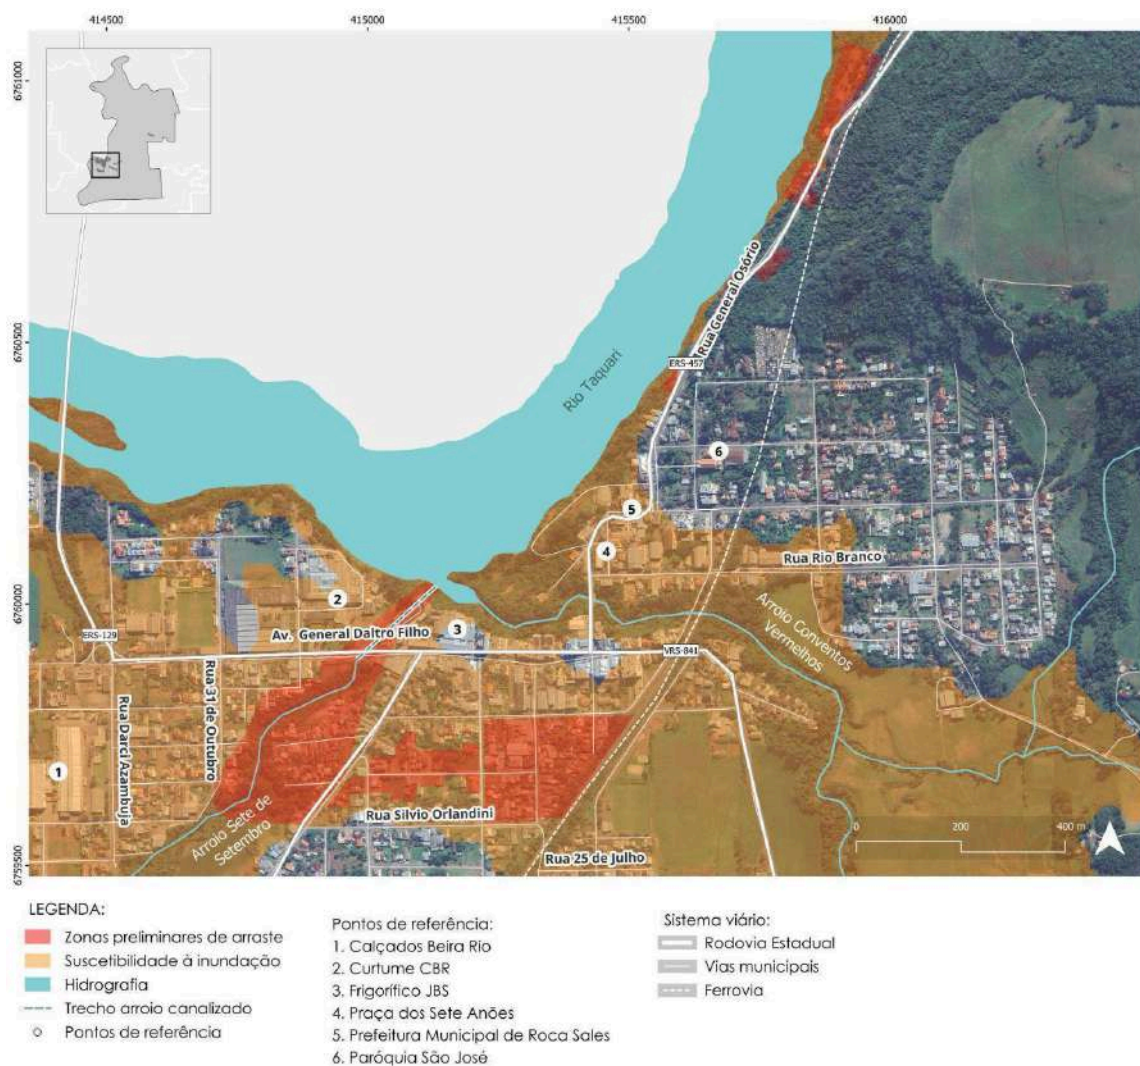 414500
415000
415500
416000
6761000
6760500
6760000
6759500
Rio Taquari
Rua General Osório
ERS-457
6
5
4
Rua Rio Branco
Arroio Conventos
Vermelhos
2
3
Av. General Daltro Filho
ERS-129
VRS-841
Rua 31 de Outubro
Rua Darci Azambuja
1
Rua Silvio Orlandini
Arroio Sete de
Setembro
Rua 25 de Julho
0
200
400 m
LEGENDA:
Zonas preliminares de arraste
Suscetibilidade à inundação
Hidrografia
Trecho arroio canalizado
Pontos de referência
Pontos de referência:
1. Calçados Beira Rio
2. Curtume CBR
3. Frigorífico JBS
4. Praça dos Sete Anões
5. Prefeitura Municipal de Roca Sales
6. Paróquia São José
Sistema viário:
Rodovia Estadual
Vias municipais
Ferrovia